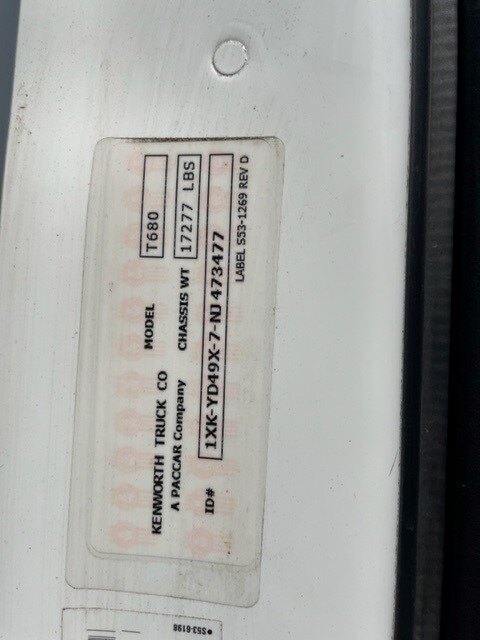 KENWORTH TRUCK CO MODEL T680
A PACCAR Company CHASSIS WT 17277 LBS
ID# 1XK-YD49X-7-NJ 473477
LABEL S53-1269 REV D
S53-6198